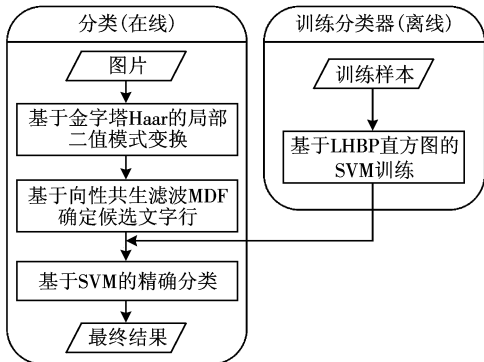 分类(在线)
图片
基于金字塔Haar的局部
二值模式变换
基于向性共生滤波MDF
确定候选文字行
基于SVM的精确分类
最终结果
训练分类器(离线)
训练样本
基于LHBP直方图的
SVM训练